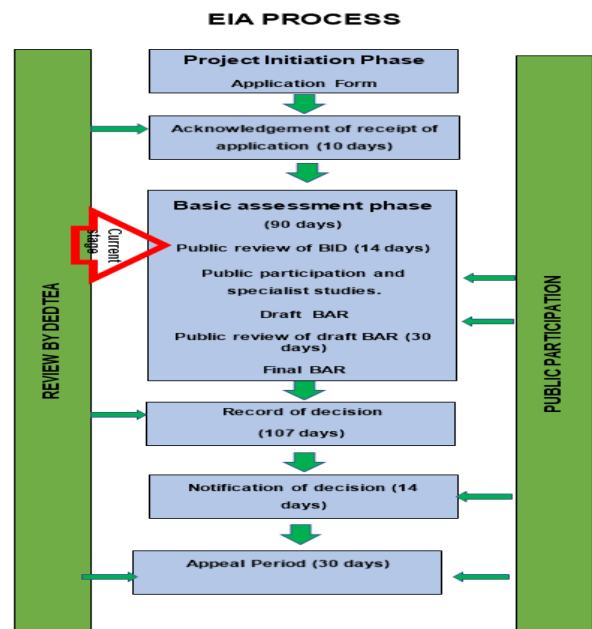 EIA PROCESS
Project Initiation Phase
Application Form
Acknowledgement of receipt of
application (10 days)
Basic assessment phase
(90 days)
Public review of BID (14 days)
Public participation and
specialist studies.
Draft BAR
Public review of draft BAR (30
days)
Final BAR
Record of decision
(107 days)
Notification of decision (14
days)
Appeal Period (30 days)
REVIEW BY DEDTEA
Current
stage
PUBLIC PARTICIPATION